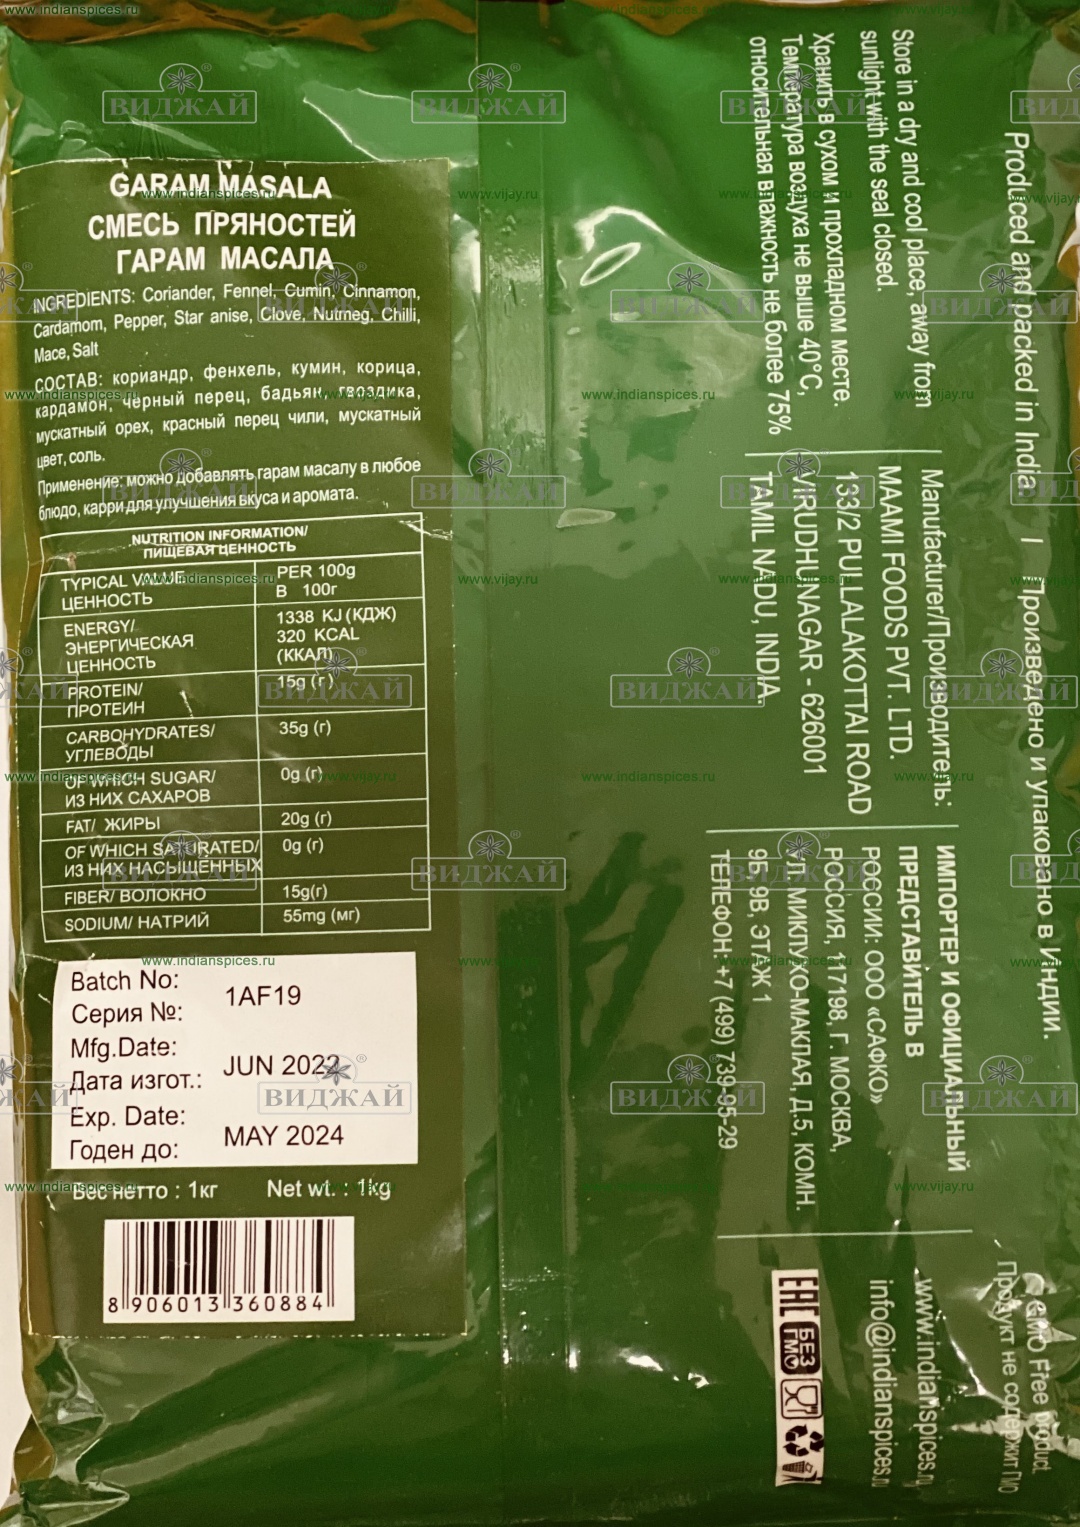 GARAM MASALA
СМЕСЬ ПРЯНОСТЕЙ
ГАРАМ МАСАЛА
INGREDIENTS: Coriander, Fennel, Cumin, Cinnamon,
Cardamom, Pepper, Star anise, Clove, Nutmeg, Chilli,
Mace, Salt
СОСТАВ: кориандр, фенхель, кумин, корица,
кардамон, черный перец, бадьян, гвоздика,
мускатный орех, красный перец чили, мускатный
цвет, соль.
Применение: можно добавлять гарам масалу в любое
блюдо, карри для улучшения вкуса и аромата.
NUTRITION INFORMATION/
ПИЩЕВАЯ ЦЕННОСТЬ
TYPICAL VALUE PER 100g
ЦЕННОСТЬ В 100г
ENERGY/ 1338 KJ (КДЖ)
ЭНЕРГИЧЕСКАЯ 320 KCAL
ЦЕННОСТЬ (ККАЛ)
PROTEIN/ 15g (г)
ПРОТЕИН
CARBOHYDRATES/ 35g (г)
УГЛЕВОДЫ
OF WHICH SUGAR/ 0g (г)
ИЗ НИХ САХАРОВ
FAT/ ЖИРЫ 20g (г)
OF WHICH SATURATED/ 0g (г)
ИЗ НИХ НАСЫЩЕННЫХ
FIBER/ ВОЛОКНО 15g(г)
SODIUM/ НАТРИЙ 55mg (мг)
Batch No:
Серия №: 1AF19
Mfg.Date:
Дата изгот.: JUN 2022
Exp. Date:
Годен до: MAY 2024
Вес нетто : 1кг Net wt. : 1kg
8 906013 360884
Produced and packed in India I Произведено и упаковано в Индии.
Store in a dry and cool place, away from
sunlight with the seal closed.
Хранить в сухом и прохладном месте.
Температура воздуха не выше 40°C,
относительная влажность не более 75%
Manufacturer/Производитель:
MAAMI FOODS PVT. LTD.
133/2 PULLALAKOTTAI ROAD
VIRUDHUNAGAR - 626001
TAMIL NADU, INDIA.
ИМПОРТЕР И ОФИЦИАЛЬНЫЙ
ПРЕДСТАВИТЕЛЬ В
РОССИИ: ООО «САФКО»
РОССИЯ, 117198, Г. МОСКВА,
УЛ. МИКЛУХО-МАКЛАЯ, Д.5, КОМН.
9Б, 9В, ЭТАЖ 1
ТЕЛЕФОН:+7 (499) 739-95-29
GMO Free product.
Продукт не содержит ГМО
www.indianspices.ru
info@indianspices.ru
EAC
БЕЗ
ГМО
ВИДЖАЙ
www.indianspices.ru
www.vijay.ru